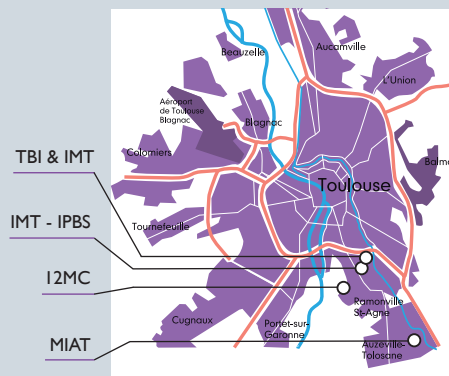 Beauzelle
Aucamville
L'Union
Aéroport
de Toulouse
Blagnac
Blagnac
Colomiers
Balma
TBI & IMT
Toulouse
Tournefeuille
IMT - IPBS
12MC
Ramonville
St-Agne
Cugnaux
Portet-sur-
Garonne
MIAT
Auzeville-
Tolosane